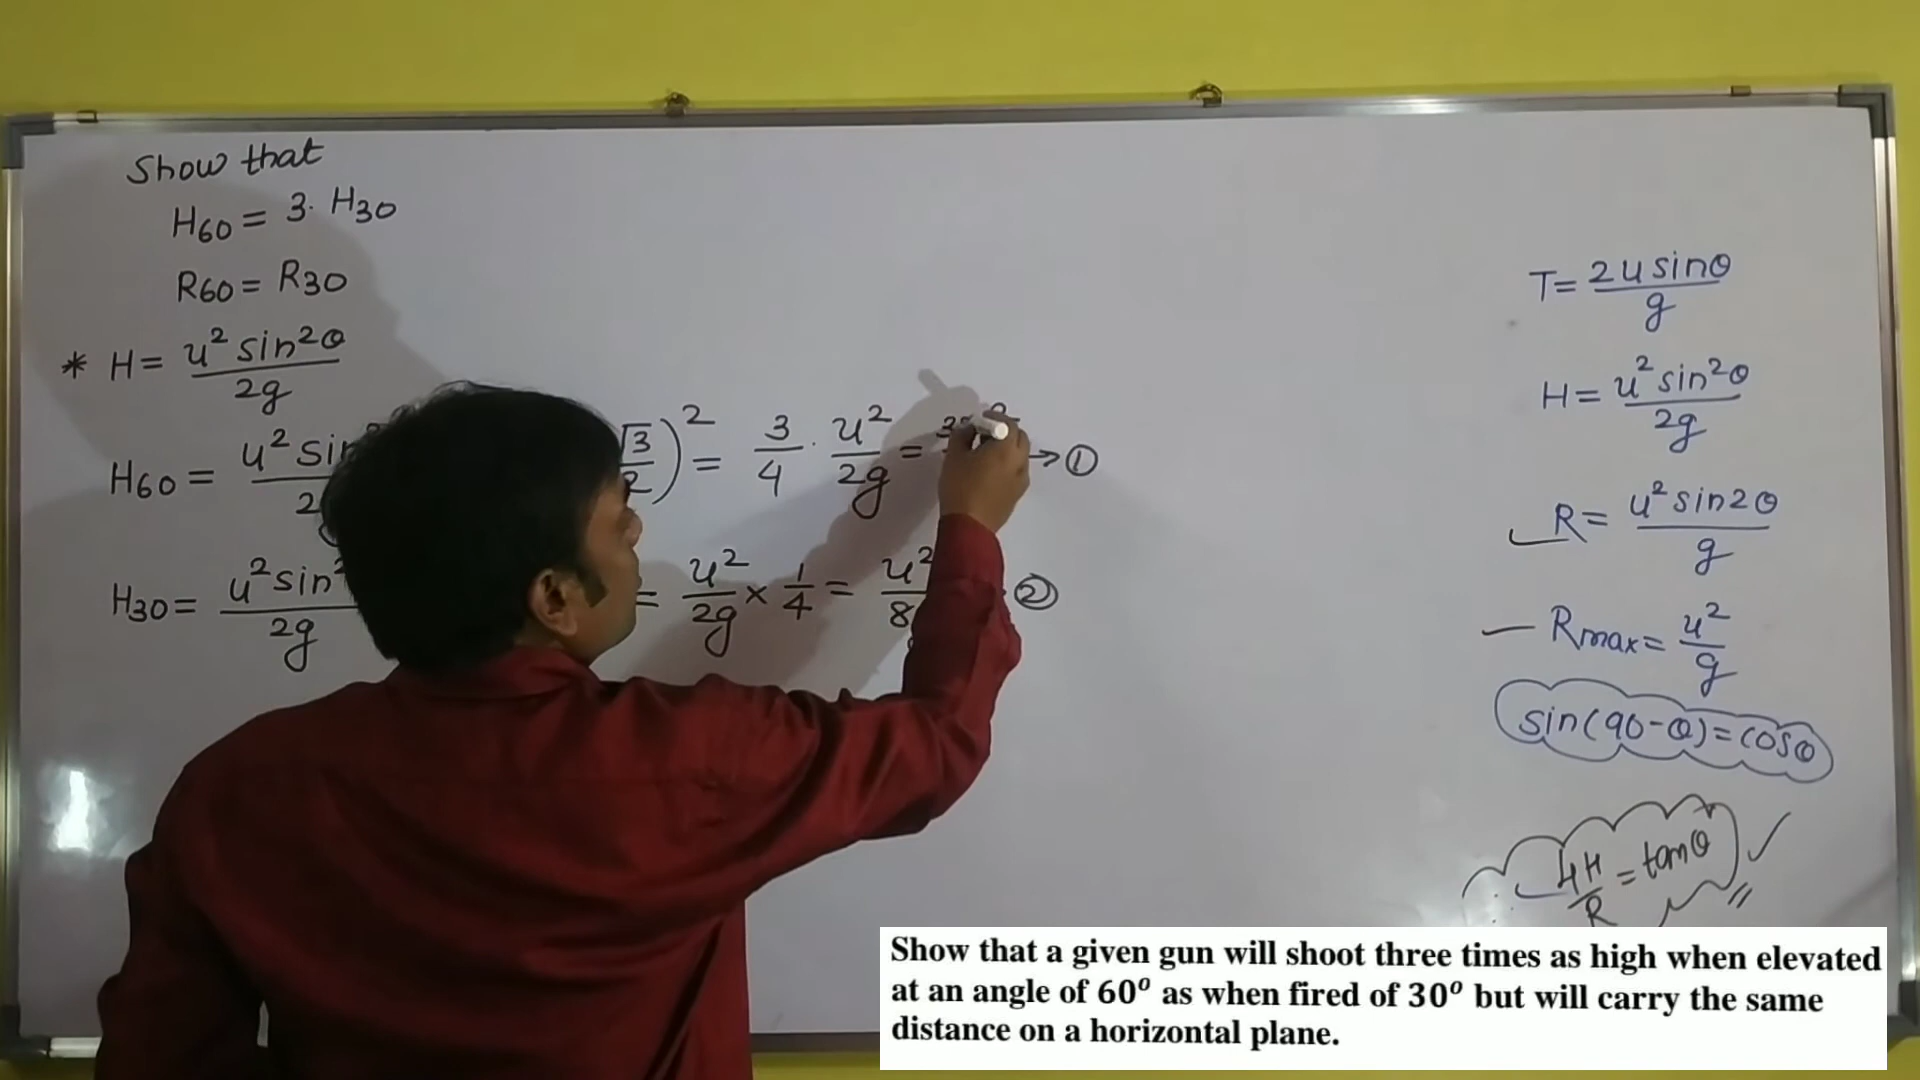 Show that
H60 = 3. H30
R60 = R30
* H = u² sin²θ / 2g
H60 = u² sin √3/2)² = 3/4 . u²/2g = → ①
H30 = u² sin² / 2g = u²/2g × 1/4 = u²/8 ②
T = 2u sinθ / g
H = u² sin²θ / 2g
R = u² sin2θ / g
Rmax = u²/g
sin(90-θ) = cosθ
4H/R = tanθ
Show that a given gun will shoot three times as high when elevated
at an angle of 60° as when fired of 30° but will carry the same
distance on a horizontal plane.